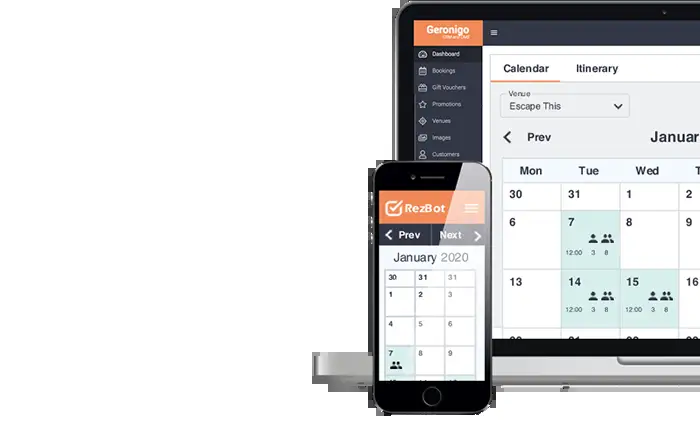 Geronigo
Dashboard
Bookings
Gift Vouchers
Promotions
Venues
Images
Customers
Calendar Itinerary
Venue
Escape This
Prev Januar
Mon Tue Wed T
30 31 1 2
6 7 8 9
12:00 3 8
13 14 15 16
12:00 3 8 12:00 3 8
RezBot
Prev Next
January 2020
30 31 31
1 2 3
4 5 6
7 8 9